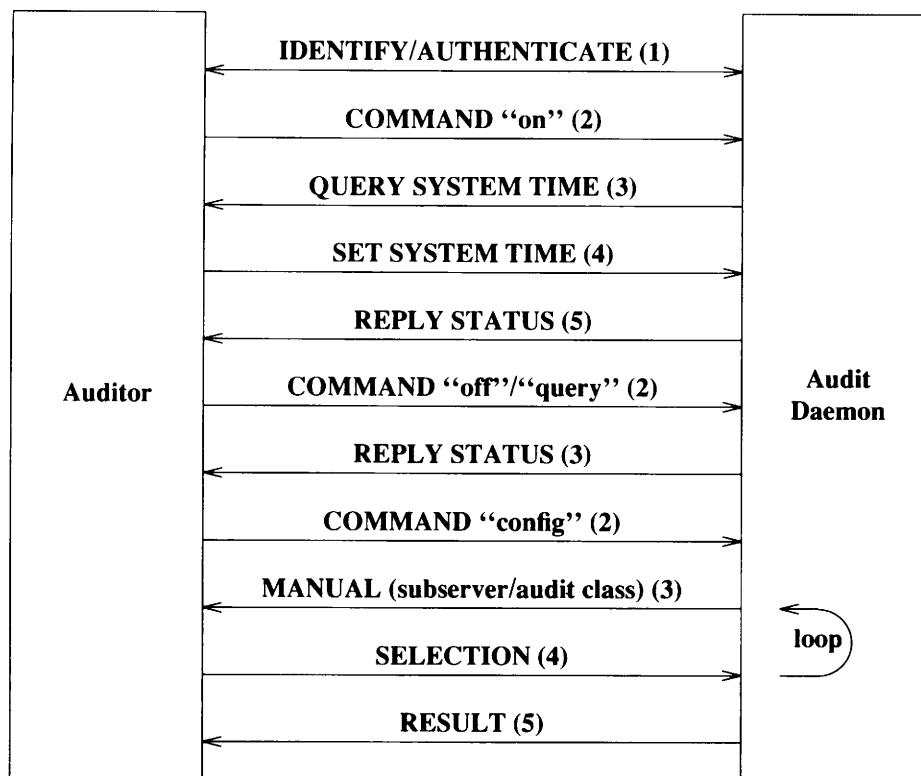 IDENTIFY/AUTHENTICATE (1)
COMMAND ‘‘on’’ (2)
QUERY SYSTEM TIME (3)
SET SYSTEM TIME (4)
REPLY STATUS (5)
Auditor
COMMAND ‘‘off’’/‘‘query’’ (2)
Audit
Daemon
REPLY STATUS (3)
COMMAND ‘‘config’’ (2)
MANUAL (subserver/audit class) (3)
loop
SELECTION (4)
RESULT (5)